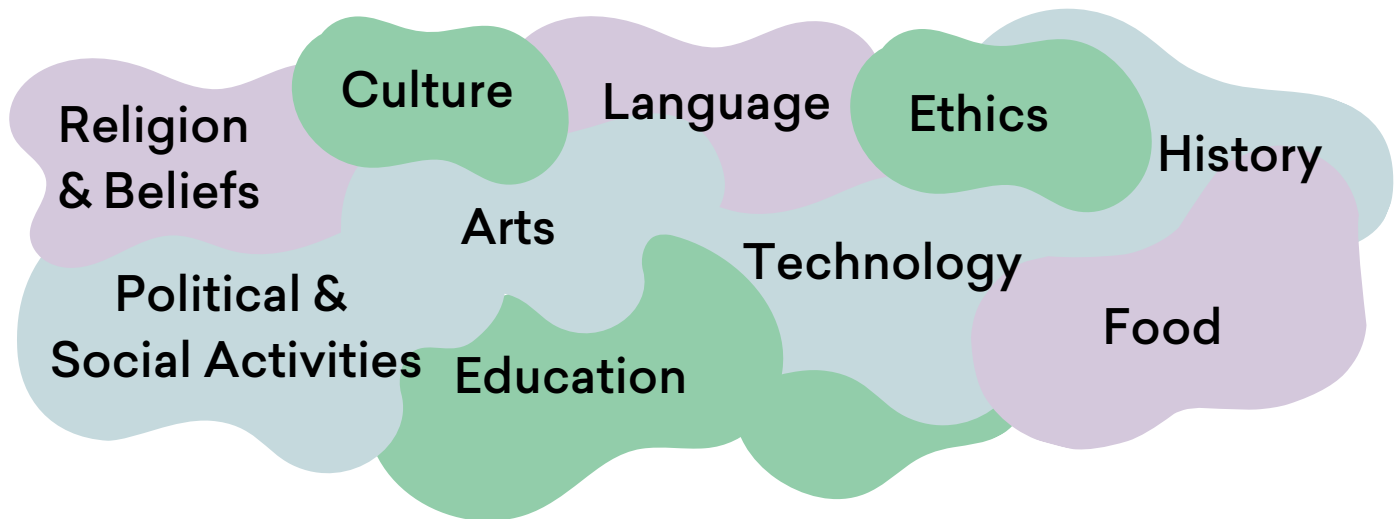 Religion
& Beliefs
Culture
Language
Ethics
History
Arts
Technology
Political &
Social Activities
Education
Food